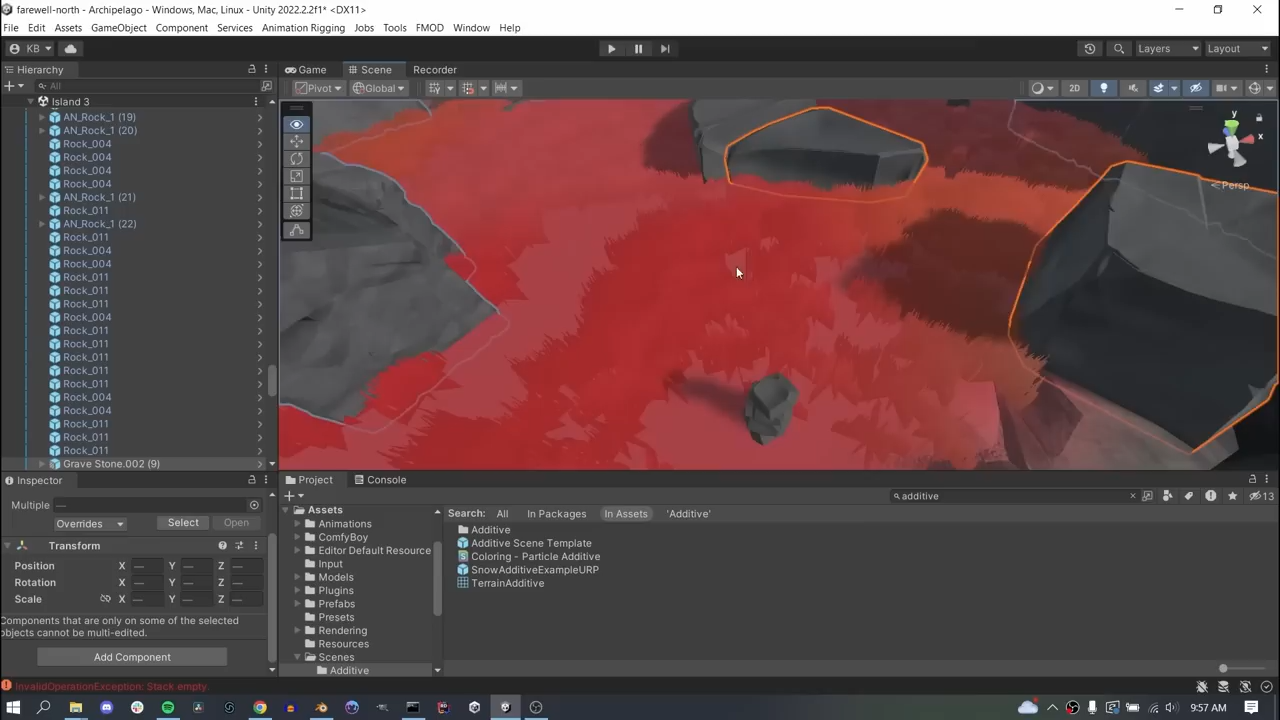 farewell-north - Archipelago - Windows, Mac, Linux - Unity 2022.2.2f1* <DX11>
File Edit Assets GameObject Component Services Animation Rigging Jobs Tools FMOD Window Help
KB Layers Layout
Hierarchy Game Scene Recorder
All Pivot Global 2D
Island 3
AN_Rock_1 (19)
AN_Rock_1 (20)
Rock_004
Rock_004
Rock_004
Rock_004
AN_Rock_1 (21)
Rock_011
AN_Rock_1 (22)
Rock_011
Rock_004
Rock_004
Rock_011
Rock_011
Rock_011
Rock_004
Rock_011
Rock_011
Rock_011
Rock_011
Rock_004
Rock_004
Rock_011
Rock_011
Rock_011
Grave Stone.002 (9)
y
x
Persp
Inspector
Multiple —
Overrides Select Open
Transform
Position X — Y — Z —
Rotation X — Y — Z —
Scale X — Y — Z —
Components that are only on some of the selected
objects cannot be multi-edited.
Add Component
Project Console
additive 13
Assets
Animations
ComfyBoy
Editor Default Resource
Input
Models
Plugins
Prefabs
Presets
Rendering
Resources
Scenes
Additive
Search: All In Packages In Assets 'Additive'
Additive
Additive Scene Template
Coloring - Particle Additive
SnowAdditiveExampleURP
TerrainAdditive
InvalidOperationException: Stack empty.
9:57 AM